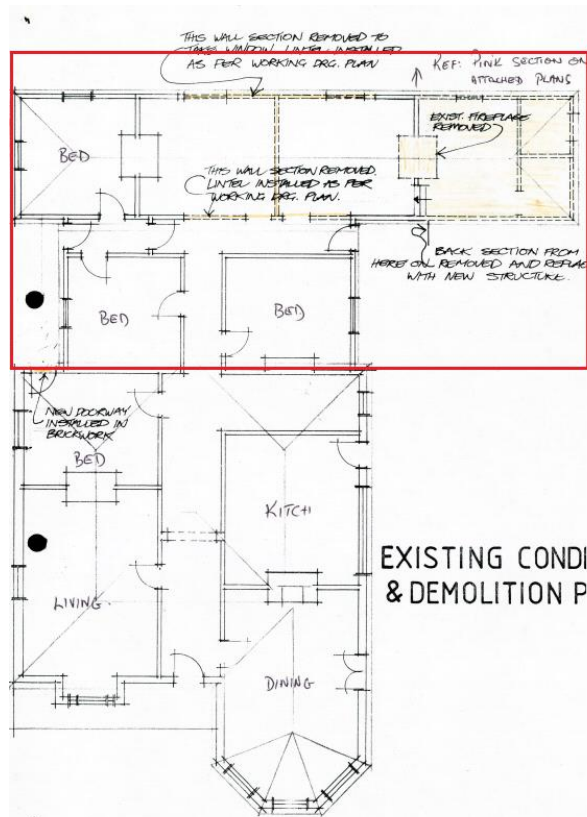 THIS WALL SECTION REMOVED TO
TAKE WINDOW LINTEL INSTALLED
AS PER WORKING DRG. PLAN
REF: PINK SECTION ON
ATTACHED PLANS
EXIST. FIREPLACE
REMOVED
BED
THIS WALL SECTION REMOVED.
LINTEL INSTALLED AS PER
WORKING DRG. PLAN.
BACK SECTION FROM
HERE ON REMOVED AND REPLAC
WITH NEW STRUCTURE.
BED
BED
NEW DOORWAY
INSTALLED IN
BRICKWORK
BED
KITCH
EXISTING CONDI
& DEMOLITION P
LIVING
DINING